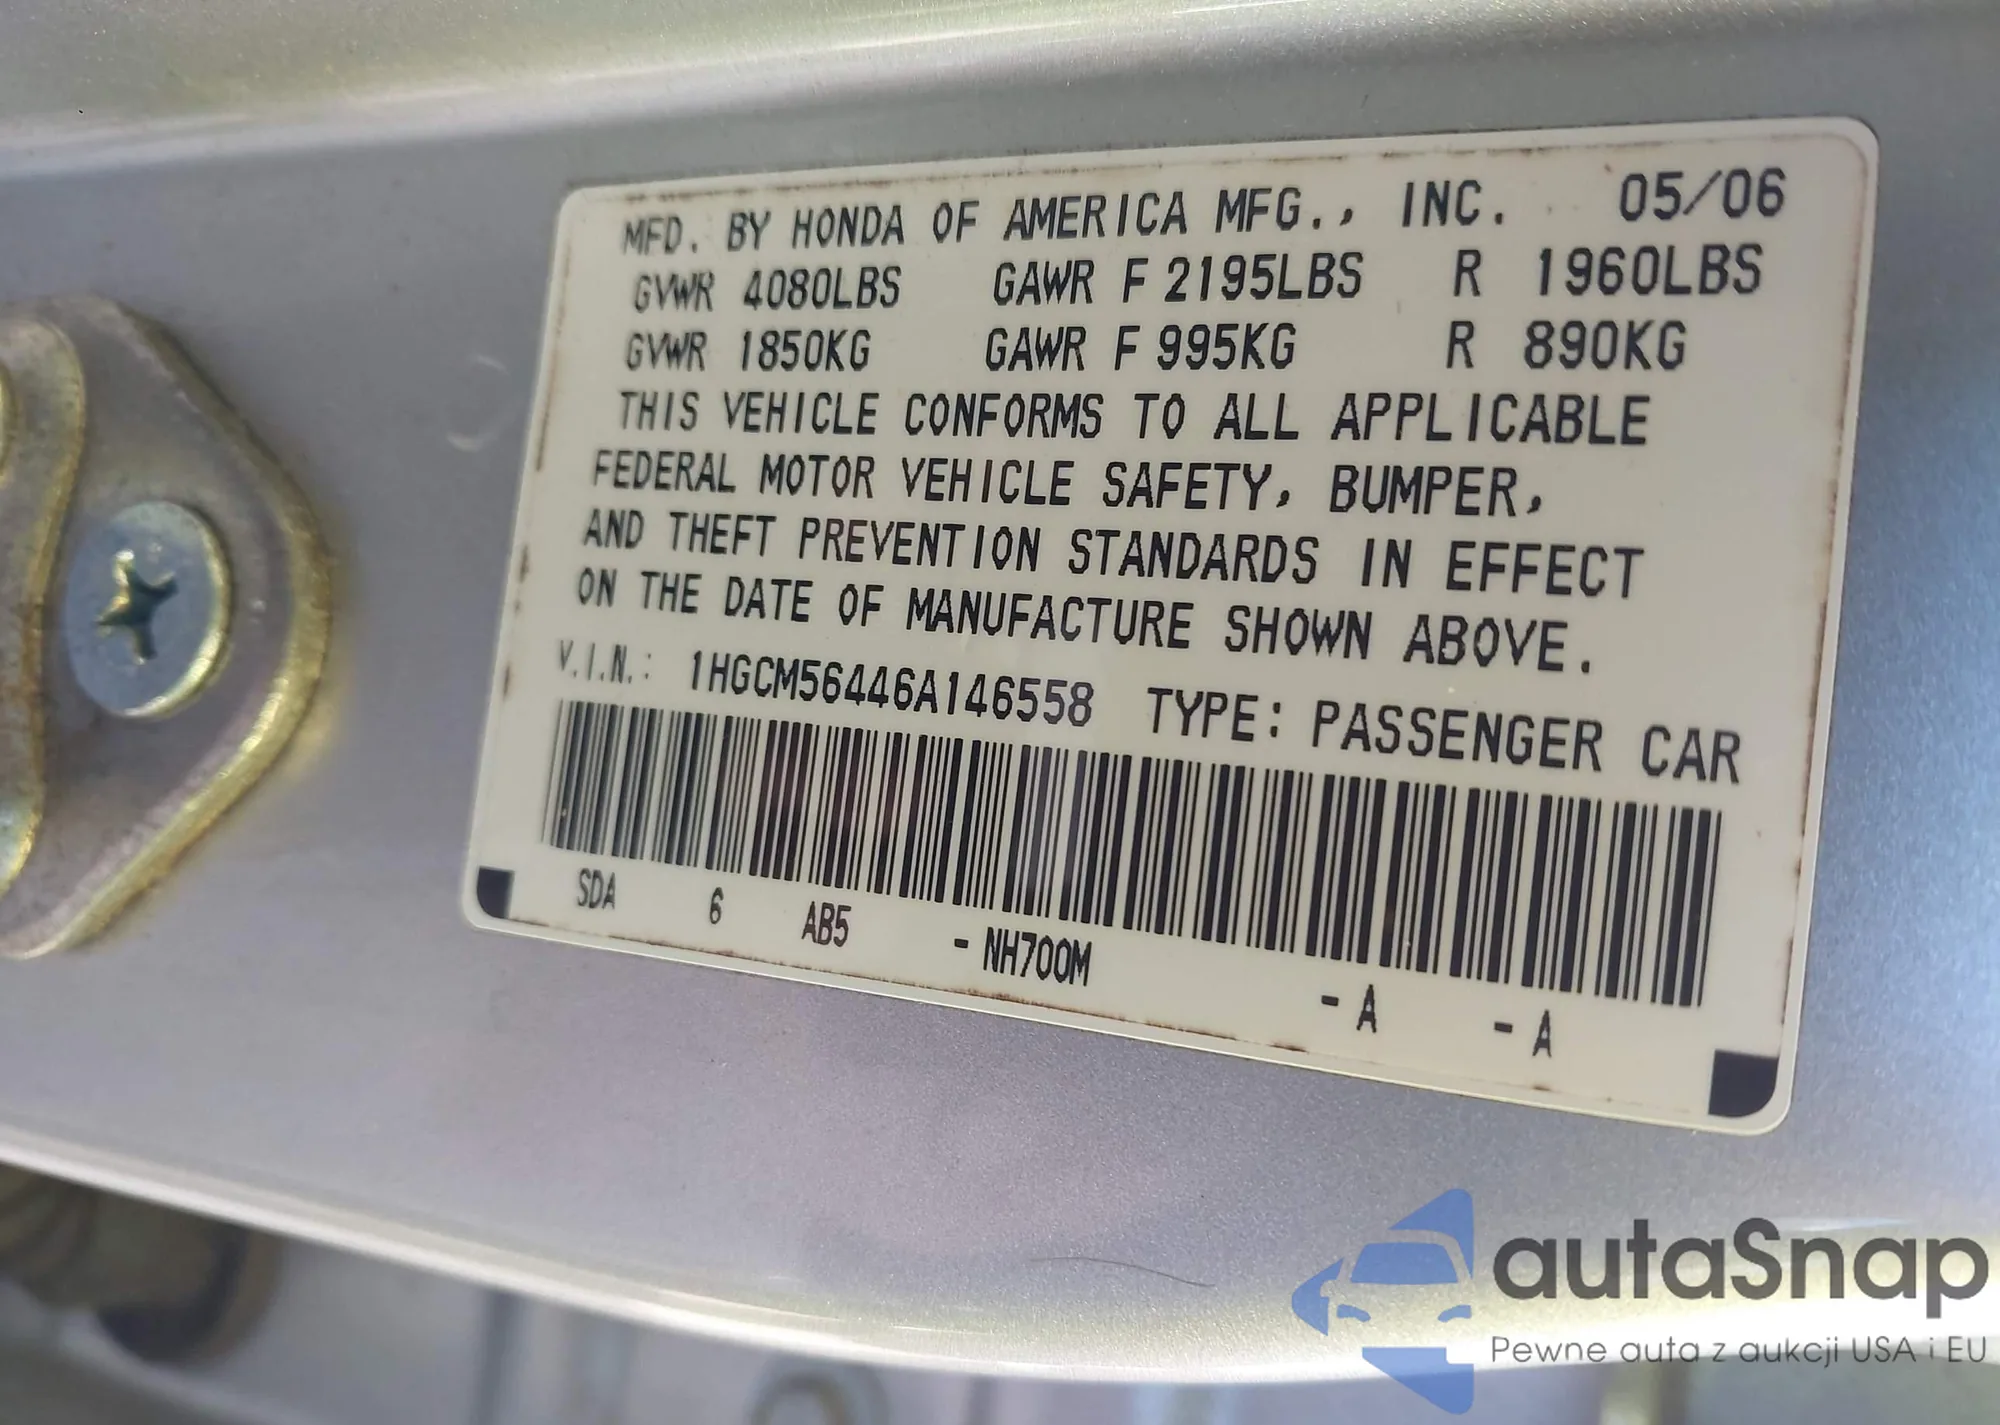 MFD. BY HONDA OF AMERICA MFG., INC. 05/06
GVWR 4080LBS GAWR F 2195LBS R 1960LBS
GVWR 1850KG GAWR F 995KG R 890KG
THIS VEHICLE CONFORMS TO ALL APPLICABLE
FEDERAL MOTOR VEHICLE SAFETY, BUMPER,
AND THEFT PREVENTION STANDARDS IN EFFECT
ON THE DATE OF MANUFACTURE SHOWN ABOVE.
V.I.N.: 1HGCM56446A146558 TYPE: PASSENGER CAR
SDA 6 AB5 - NH700M - A - A
autaSnap
Pewne auta z aukcji USA i EU